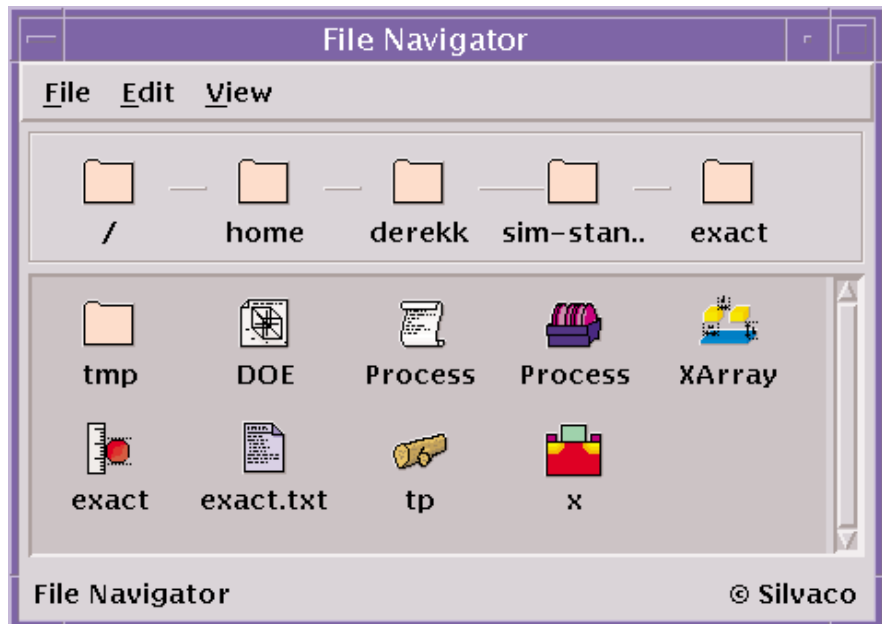 File Navigator
File Edit View
/ home derekk sim-stan.. exact
tmp DOE Process Process XArray
exact exact.txt tp x
File Navigator © Silvaco